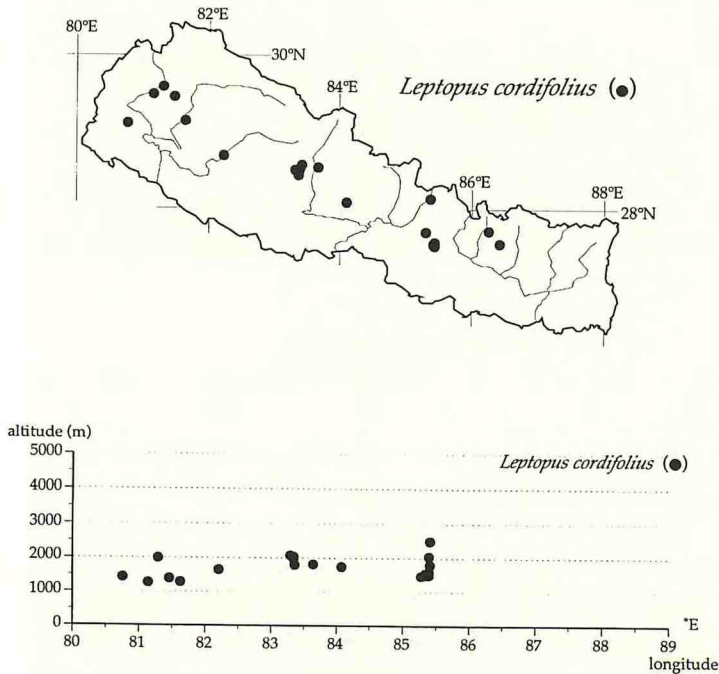 82°E
80°E
30°N
84°E
Leptopus cordifolius (●)
86°E
88°E
28°N
altitude (m)
5000
Leptopus cordifolius (●)
4000
3000
2000
1000
0
°E
80 81 82 83 84 85 86 87 88 89
longitude